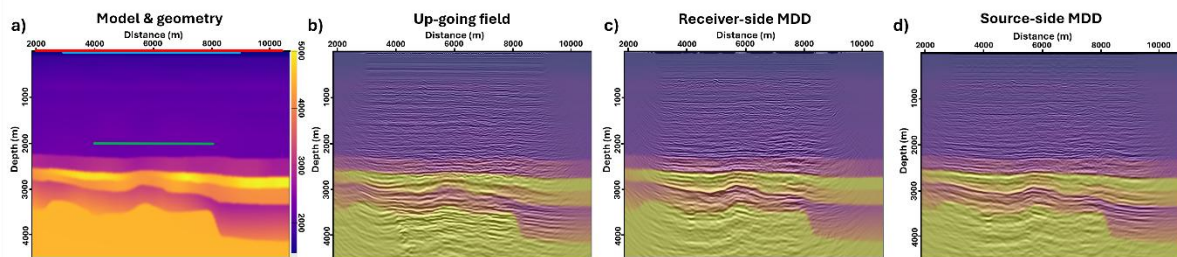 a) Model & geometry
Distance (m)
2000 4000 6000 8000 10000
Depth (m)
1000
2000
3000
4000
5000
4000
3000
2000
b) Up-going field
Distance (m)
2000 4000 6000 8000 10000
Depth (m)
1000
2000
3000
4000
c) Receiver-side MDD
Distance (m)
2000 4000 6000 8000 10000
Depth (m)
1000
2000
3000
4000
d) Source-side MDD
Distance (m)
2000 4000 6000 8000 10000
Depth (m)
1000
2000
3000
4000